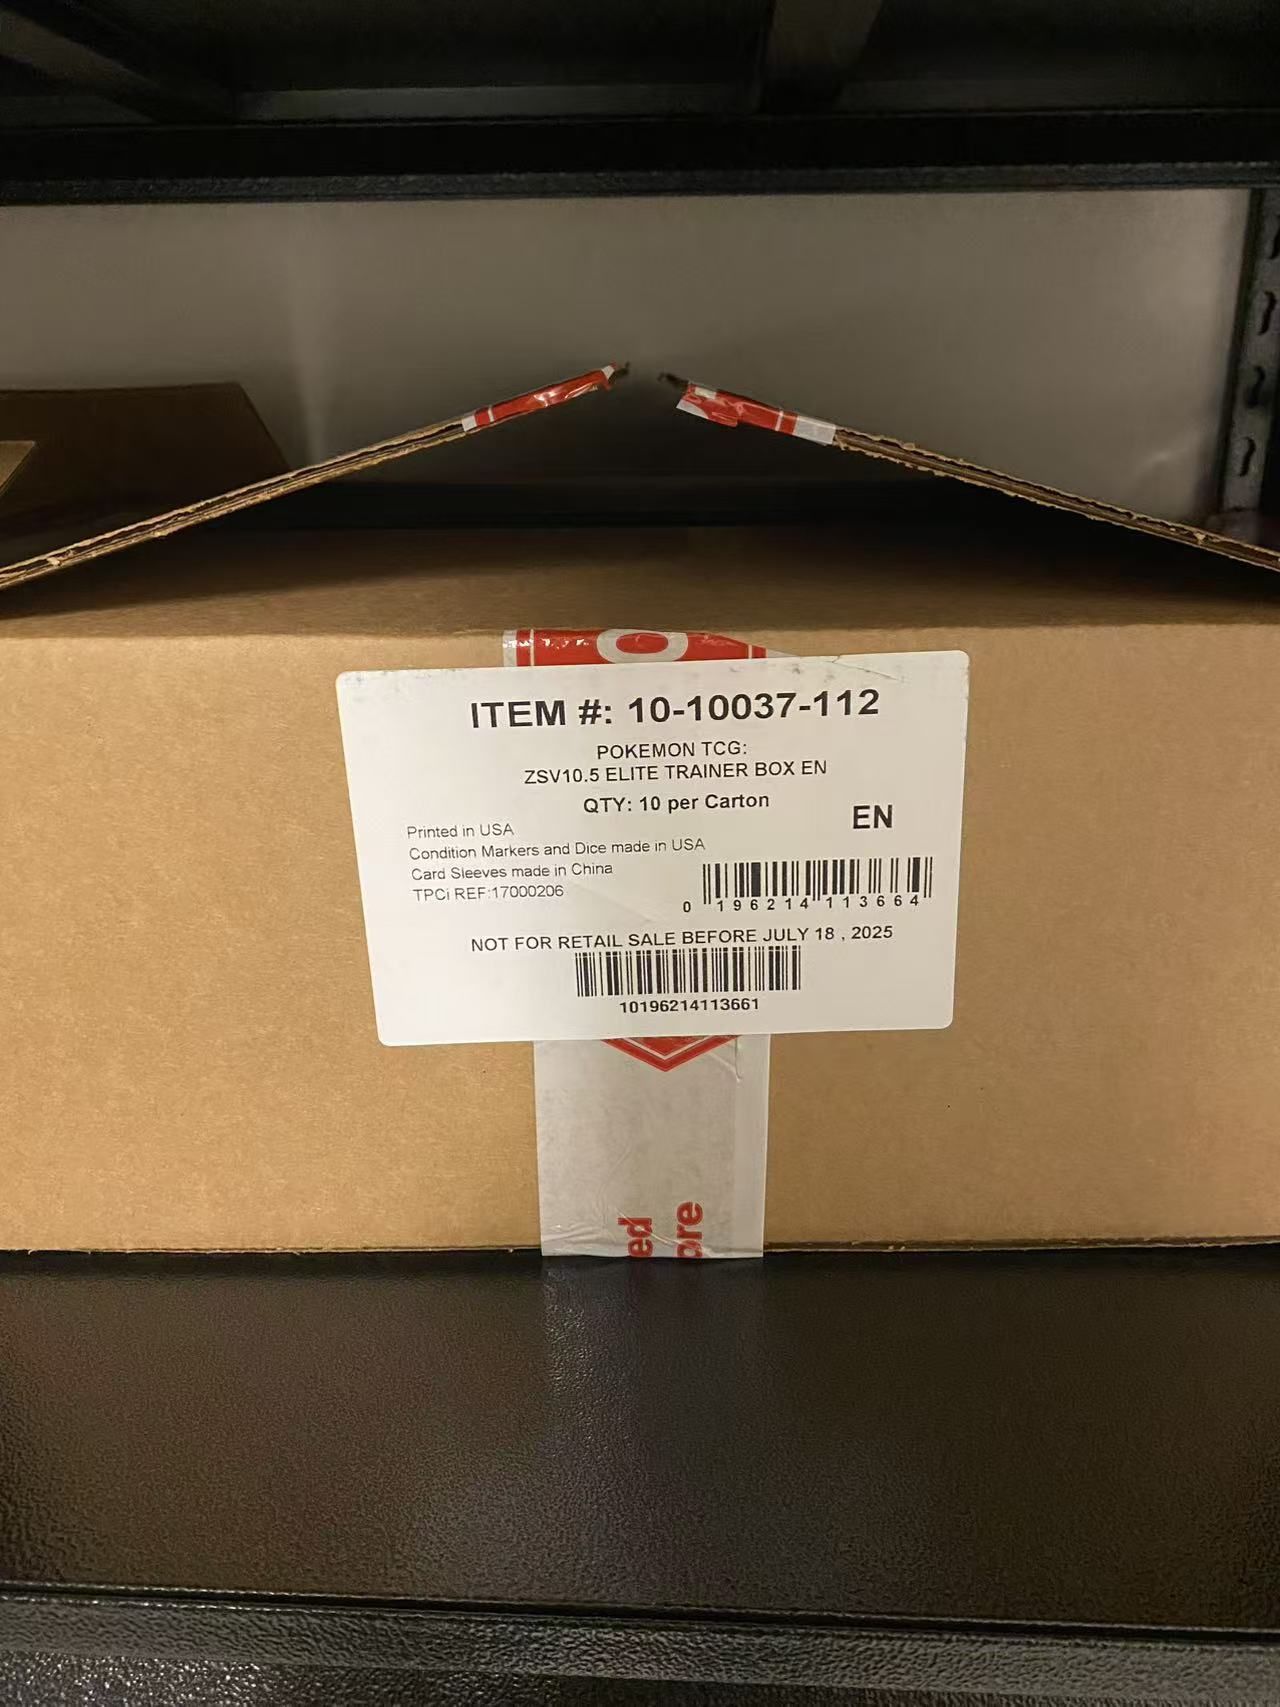 ITEM #: 10-10037-112
POKEMON TCG:
ZSV10.5 ELITE TRAINER BOX EN
QTY: 10 per Carton
EN
Printed in USA
Condition Markers and Dice made in USA
Card Sleeves made in China
TPCi REF:17000206
0 196214 113664
NOT FOR RETAIL SALE BEFORE JULY 18 , 2025
10196214113661
ed
ore